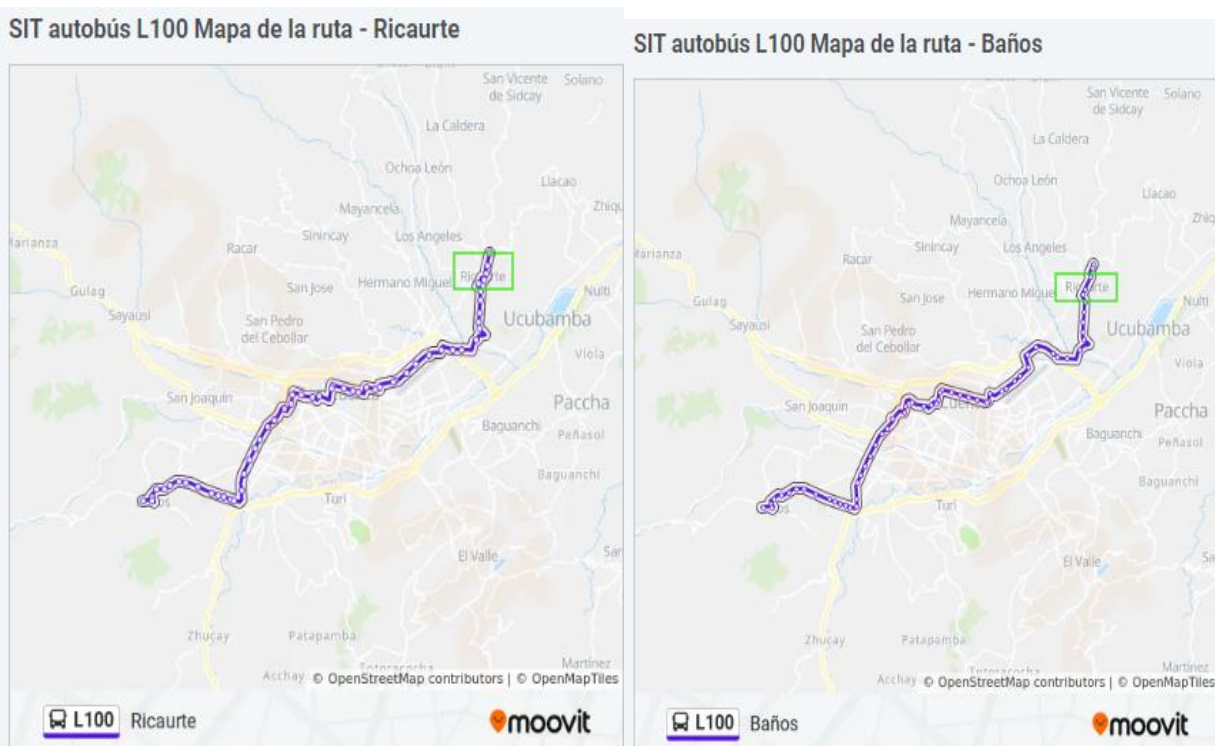 SIT autobús L100 Mapa de la ruta - Ricaurte
San Vicente
de Sidcay
Solano
La Caldera
Ochoa León
Llacao
Mayancela
Sinincay
Los Angeles
Racar
Hermano Miguel
San Jose
Gulag
Sayausí
San Pedro
del Cebollar
Nulti
Ucubamba
Viola
San Joaquin
Paccha
Baguanchi
Peñasol
Baguanchi
Turi
El Valle
Zhucay
Patapamba
Martinez
Acchay
© OpenStreetMap contributors | © OpenMapTiles
L100 Ricaurte
moovit
SIT autobús L100 Mapa de la ruta - Baños
San Vicente
de Sidcay
Solano
La Caldera
Ochoa León
Llacao
Mayancela
Sinincay
Los Angeles
Racar
San Jose
Gulag
Sayausí
San Pedro
del Cebollar
Nulti
Ucubamba
Viola
San Joaquin
Paccha
Baguanchi
Peñasol
Baguanchi
Turi
El Valle
Zhucay
Patapamba
Martinez
Acchay
© OpenStreetMap contributors | © OpenMapTiles
L100 Baños
moovit